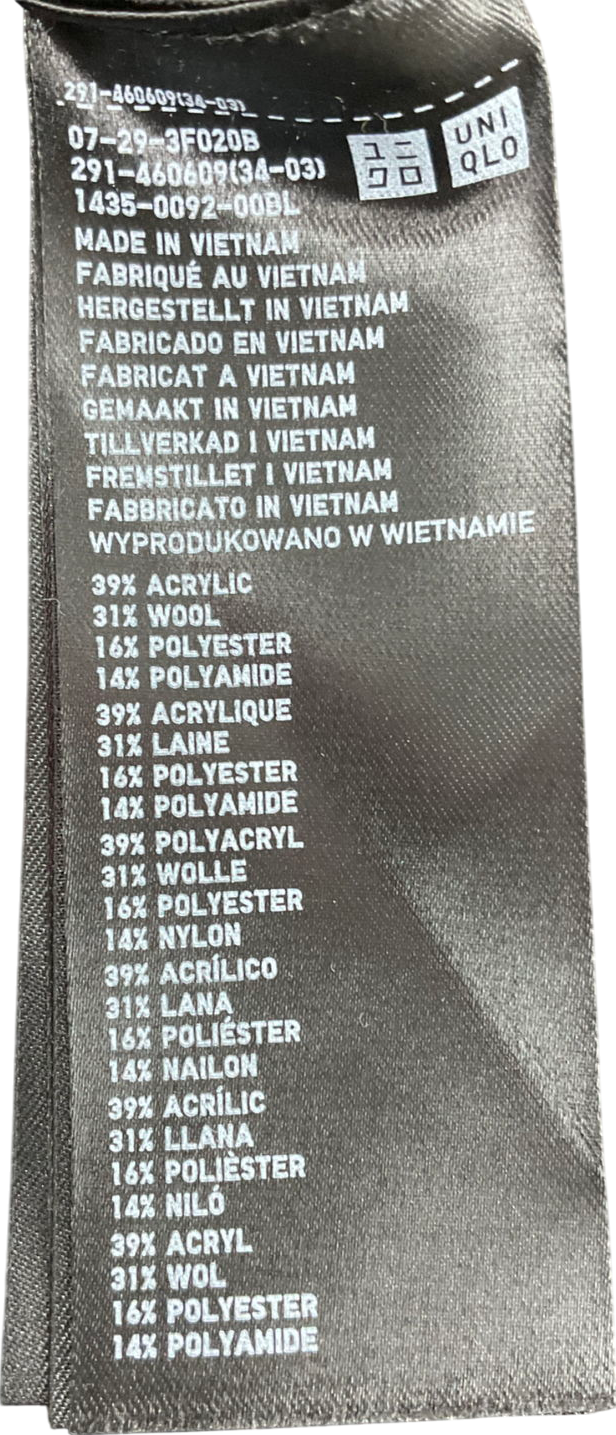 291-460609(34-03)
07-29-3F020B
291-460609(34-03)
1435-0092-00BL
ユニ
クロ
UNI
QLO
MADE IN VIETNAM
FABRIQUÉ AU VIETNAM
HERGESTELLT IN VIETNAM
FABRICADO EN VIETNAM
FABRICAT A VIETNAM
GEMAAKT IN VIETNAM
TILLVERKAD I VIETNAM
FREMSTILLET I VIETNAM
FABBRICATO IN VIETNAM
WYPRODUKOWANO W WIETNAMIE
39% ACRYLIC
31% WOOL
16% POLYESTER
14% POLYAMIDE
39% ACRYLIQUE
31% LAINE
16% POLYESTER
14% POLYAMIDE
39% POLYACRYL
31% WOLLE
16% POLYESTER
14% NYLON
39% ACRÍLICO
31% LANA
16% POLIÉSTER
14% NAILON
39% ACRÍLIC
31% LLANA
16% POLIÈSTER
14% NILÓ
39% ACRYL
31% WOL
16% POLYESTER
14% POLYAMIDE